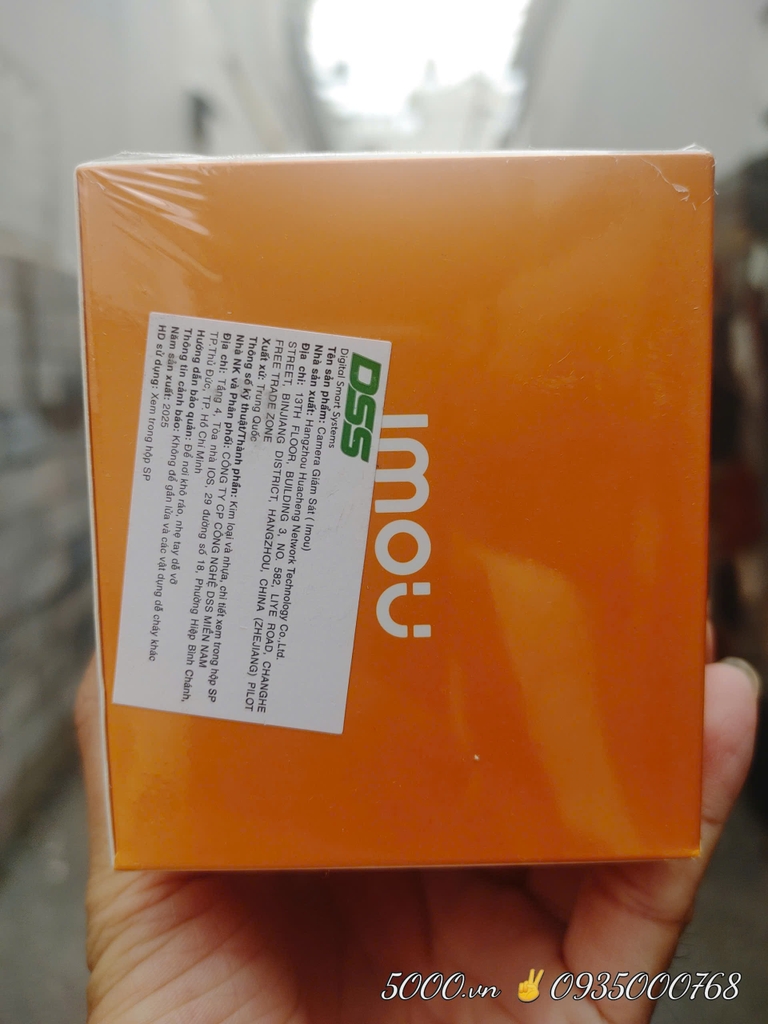 imou
DSS
Digital Smart Systems
Tên sản phẩm: Camera Giám Sát ( Imou)
Nhà sản xuất: Hangzhou Huacheng Network Technology Co.,Ltd.
Địa chỉ: 13TH FLOOR, BUILDING 3, NO. 582, LIYE ROAD, CHANGHE
STREET, BINJIANG DISTRICT, HANGZHOU, CHINA (ZHEJIANG) PILOT
FREE TRADE ZONE
Xuất xứ: Trung Quốc
Thông số kỹ thuật/Thành phần: Kim loại và nhựa, chi tiết xem trong hộp SP
Nhà NK và Phân phối: CÔNG TY CP CÔNG NGHỆ DSS MIỀN NAM
Địa chỉ: Tầng 4, Tòa nhà IOS, 29 đường số 18, Phường Hiệp Bình Chánh,
TP.Thủ Đức, TP. Hồ Chí Minh
Hướng dẫn bảo quản: Để nơi khô ráo, nhẹ tay dễ vỡ
Thông tin cảnh báo: Không để gần lửa và các vật dụng dễ cháy khác
Năm sản xuất: 2025
HD sử dụng: Xem trong hộp SP
5000.vn ✌ 0935000768